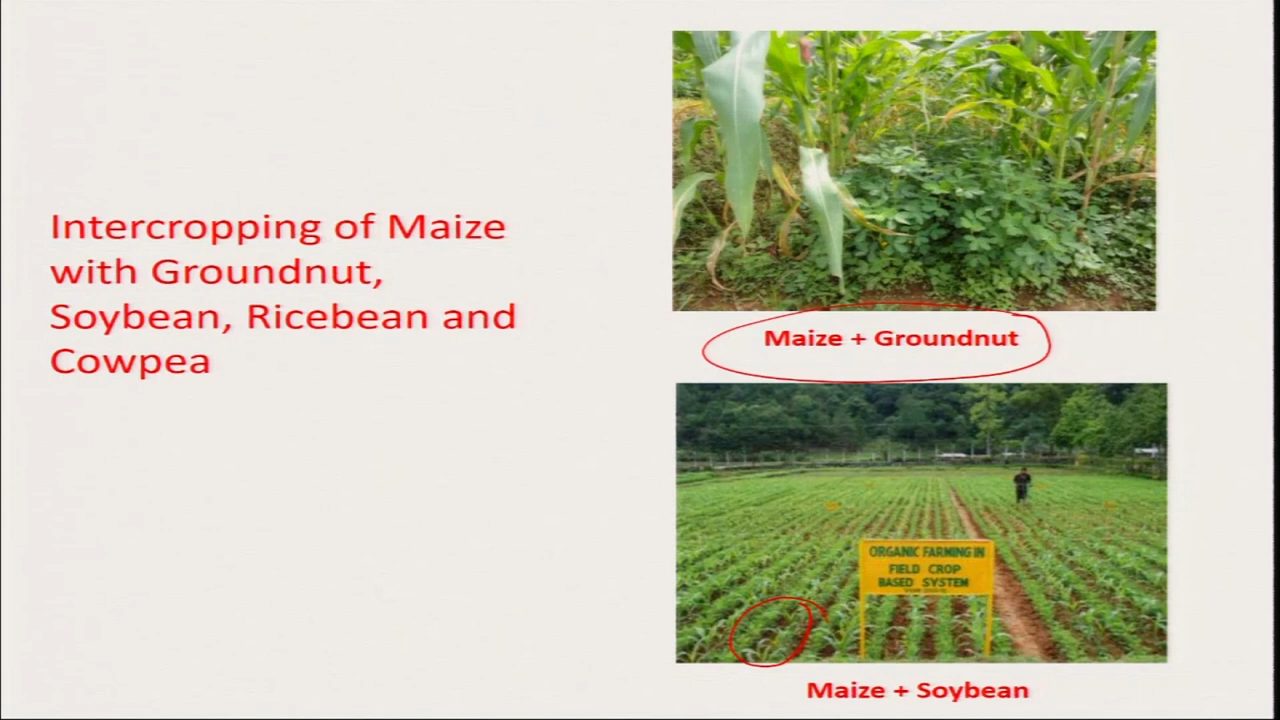 Intercropping of Maize
with Groundnut,
Soybean, Ricebean and
Cowpea
Maize + Groundnut
ORGANIC FARMING IN
FIELD CROP
BASED SYSTEM
Maize + Soybean